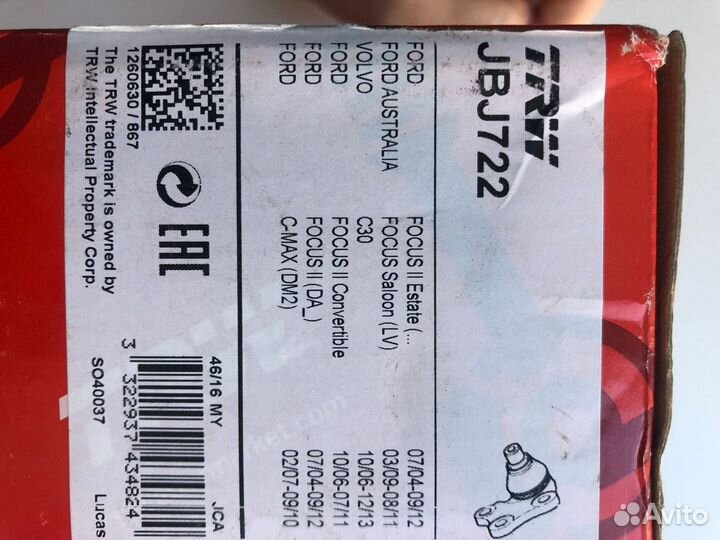 TRW
JBJ722
FORD FOCUS II Estate (... 07/04-09/12
FORD AUSTRALIA FOCUS Saloon (LV) 03/09-08/11
VOLVO C30 10/06-12/13
FORD FOCUS II Convertible 10/06-07/11
FORD FOCUS II (DA_) 07/04-09/12
FORD C-MAX (DM2) 02/07-09/10
EAC
46/16 MY JCA
3 322937 434824
1260630 / 867
The TRW trademark is owned by
TRW Intellectual Property Corp.
SO40037 Lucas
Avito